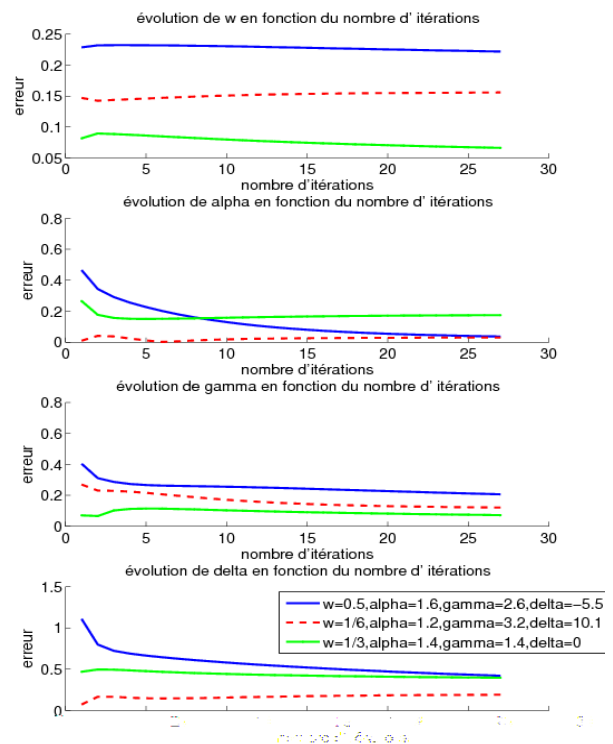 évolution de w en fonction du nombre d' itérations
0.25
0.2
0.15
0.1
0.05
erreur
0 5 10 15 20 25 30
nombre d'itérations
évolution de alpha en fonction du nombre d' itérations
0.8
0.6
0.4
0.2
0
erreur
0 5 10 15 20 25 30
nombre d'itérations
évolution de gamma en fonction du nombre d' itérations
0.8
0.6
0.4
0.2
0
erreur
0 5 10 15 20 25 30
nombre d'itérations
évolution de delta en fonction du nombre d' itérations
1.5
1
0.5
0
erreur
w=0.5,alpha=1.6,gamma=2.6,delta=−5.5
w=1/6,alpha=1.2,gamma=3.2,delta=10.1
w=1/3,alpha=1.4,gamma=1.4,delta=0